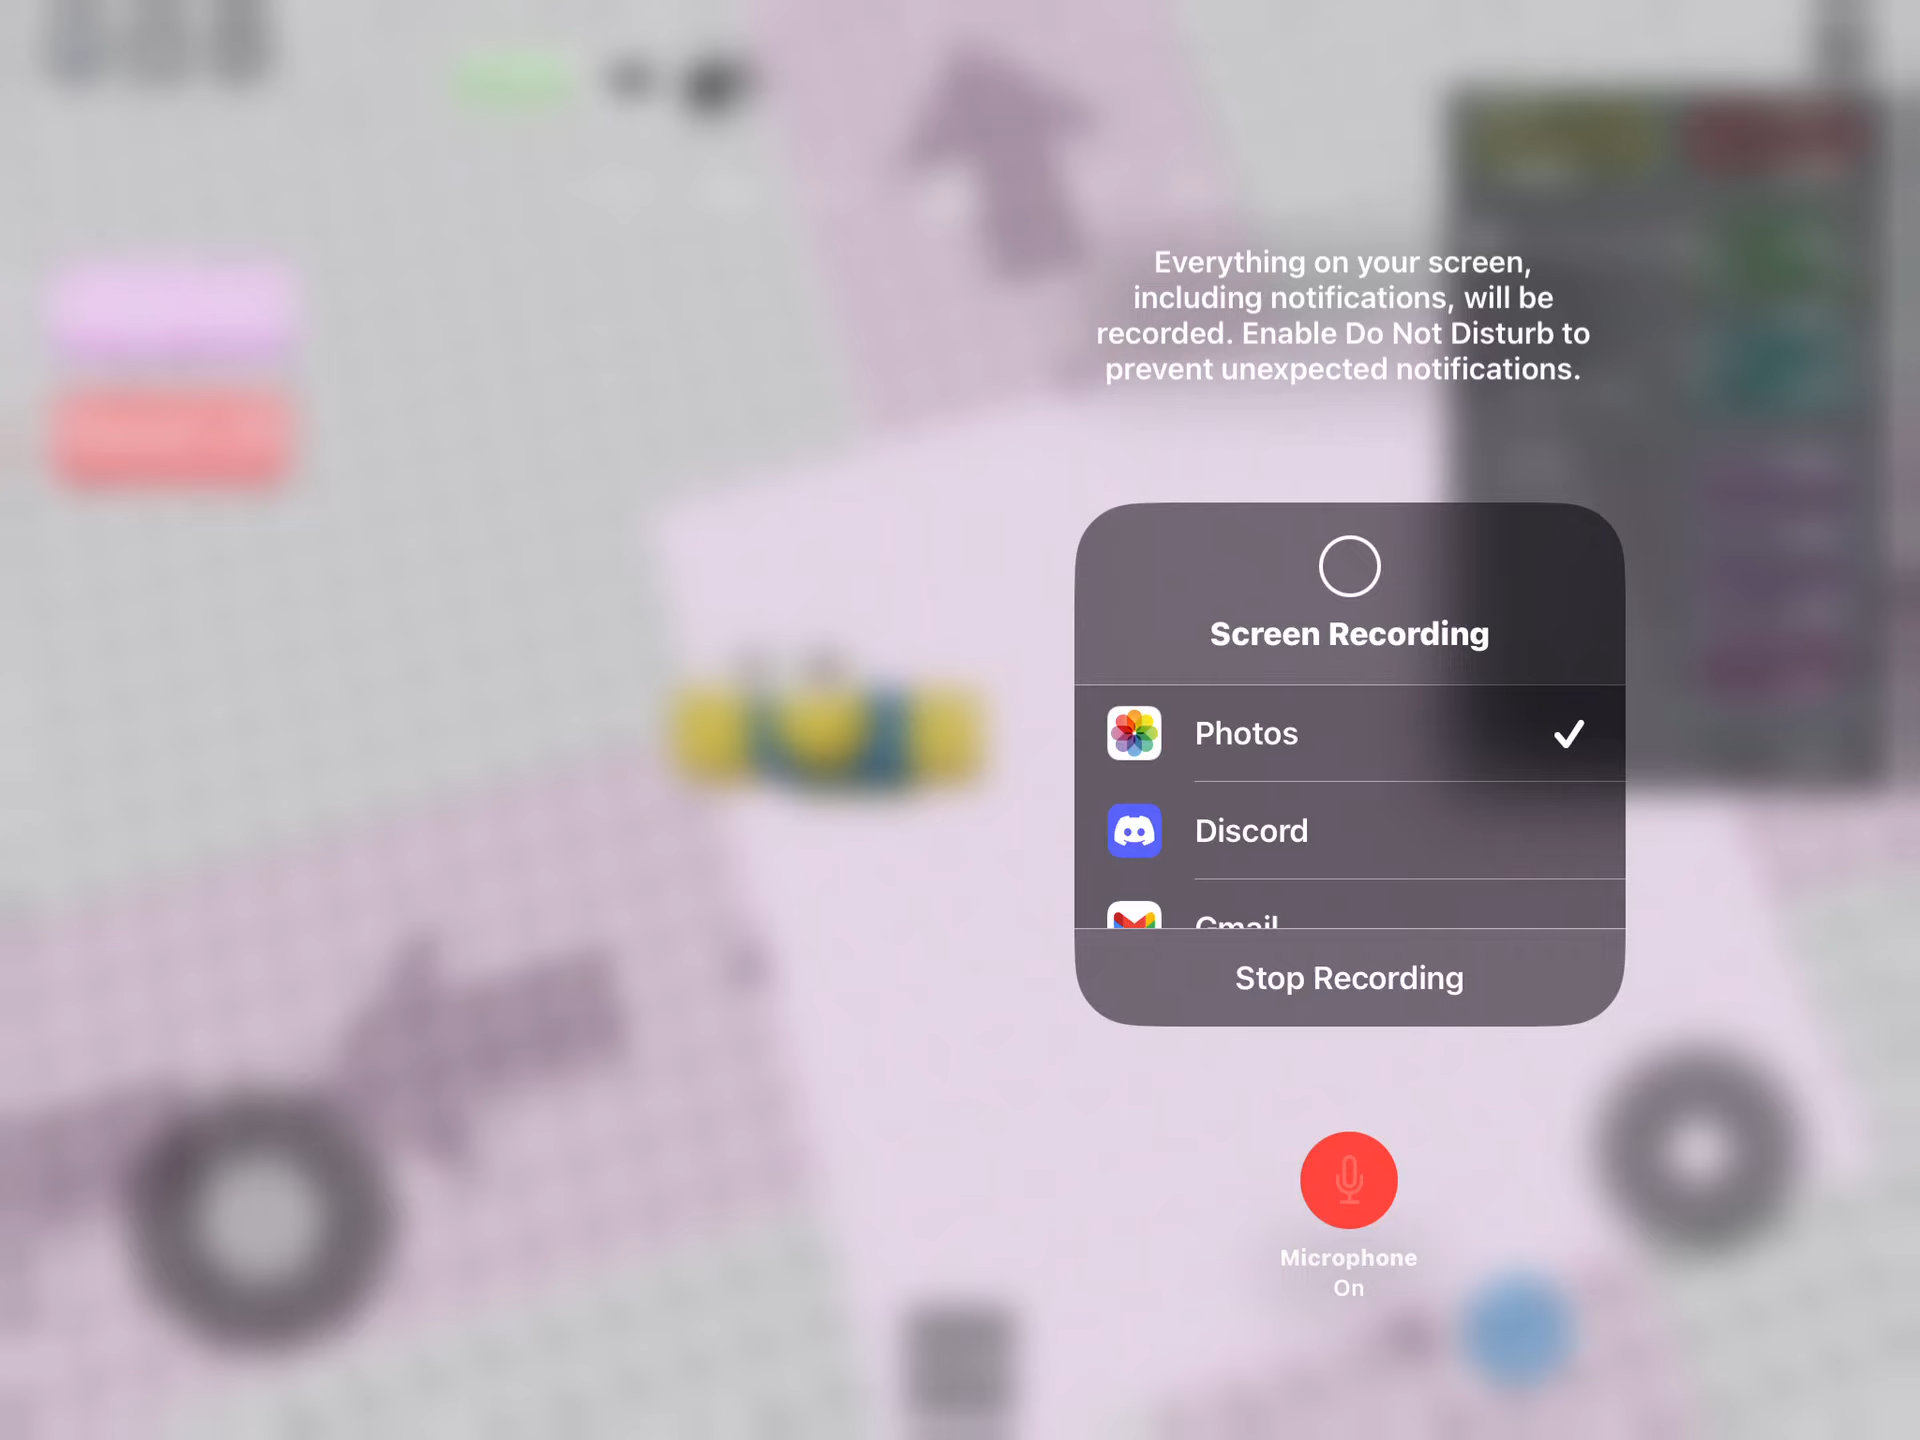 Everything on your screen,
including notifications, will be
recorded. Enable Do Not Disturb to
prevent unexpected notifications.
Screen Recording
Photos
Discord
Gmail
Stop Recording
Microphone
On